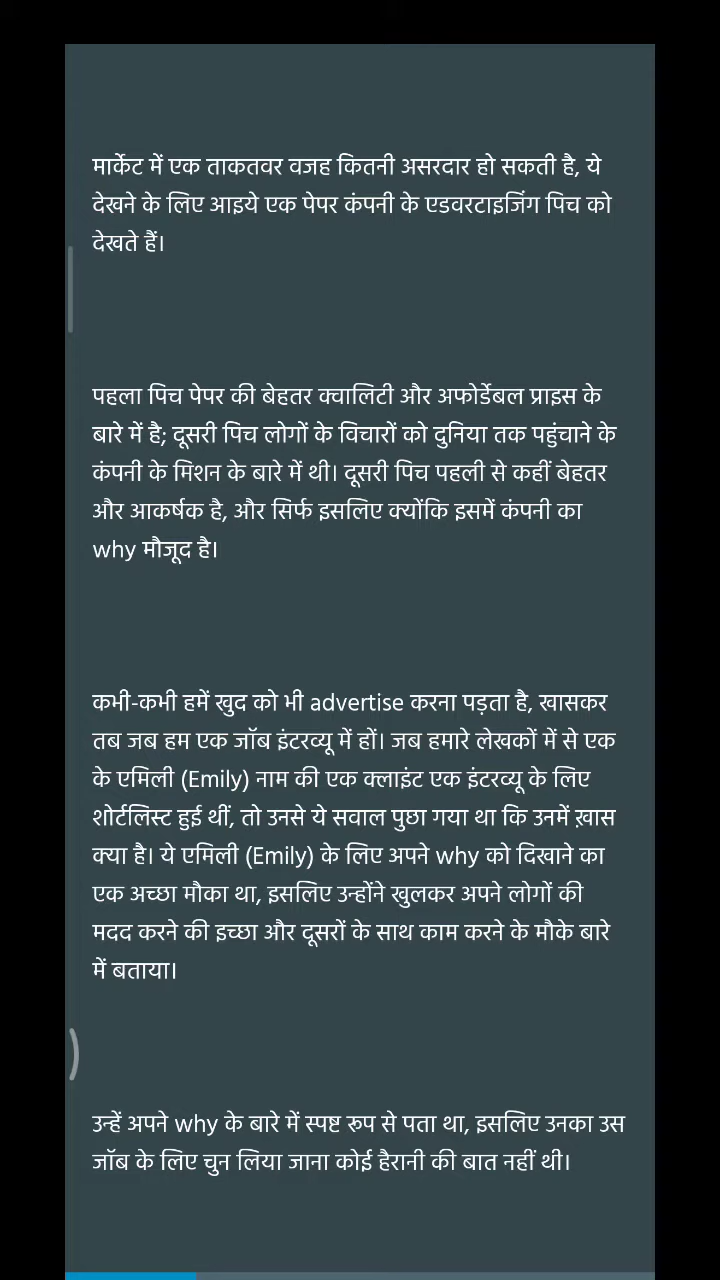 मार्केट में एक ताकतवर वजह कितनी असरदार हो सकती है, ये
देखने के लिए आइये एक पेपर कंपनी के एडवरटाइजिंग पिच को
देखते हैं।
पहला पिच पेपर की बेहतर क्वालिटी और अफोर्डेबल प्राइस के
बारे में है; दूसरी पिच लोगों के विचारों को दुनिया तक पहुंचाने के
कंपनी के मिशन के बारे में थी। दूसरी पिच पहली से कहीं बेहतर
और आकर्षक है, और सिर्फ इसलिए क्योंकि इसमें कंपनी का
why मौजूद है।
कभी-कभी हमें खुद को भी advertise करना पड़ता है, खासकर
तब जब हम एक जॉब इंटरव्यू में हों। जब हमारे लेखकों में से एक
के एमिली (Emily) नाम की एक क्लाइंट एक इंटरव्यू के लिए
शोर्टलिस्ट हुई थीं, तो उनसे ये सवाल पुछा गया था कि उनमें ख़ास
क्या है। ये एमिली (Emily) के लिए अपने why को दिखाने का
एक अच्छा मौका था, इसलिए उन्होंने खुलकर अपने लोगों की
मदद करने की इच्छा और दूसरों के साथ काम करने के मौके बारे
में बताया।
उन्हें अपने why के बारे में स्पष्ट रूप से पता था, इसलिए उनका उस
जॉब के लिए चुन लिया जाना कोई हैरानी की बात नहीं थी।